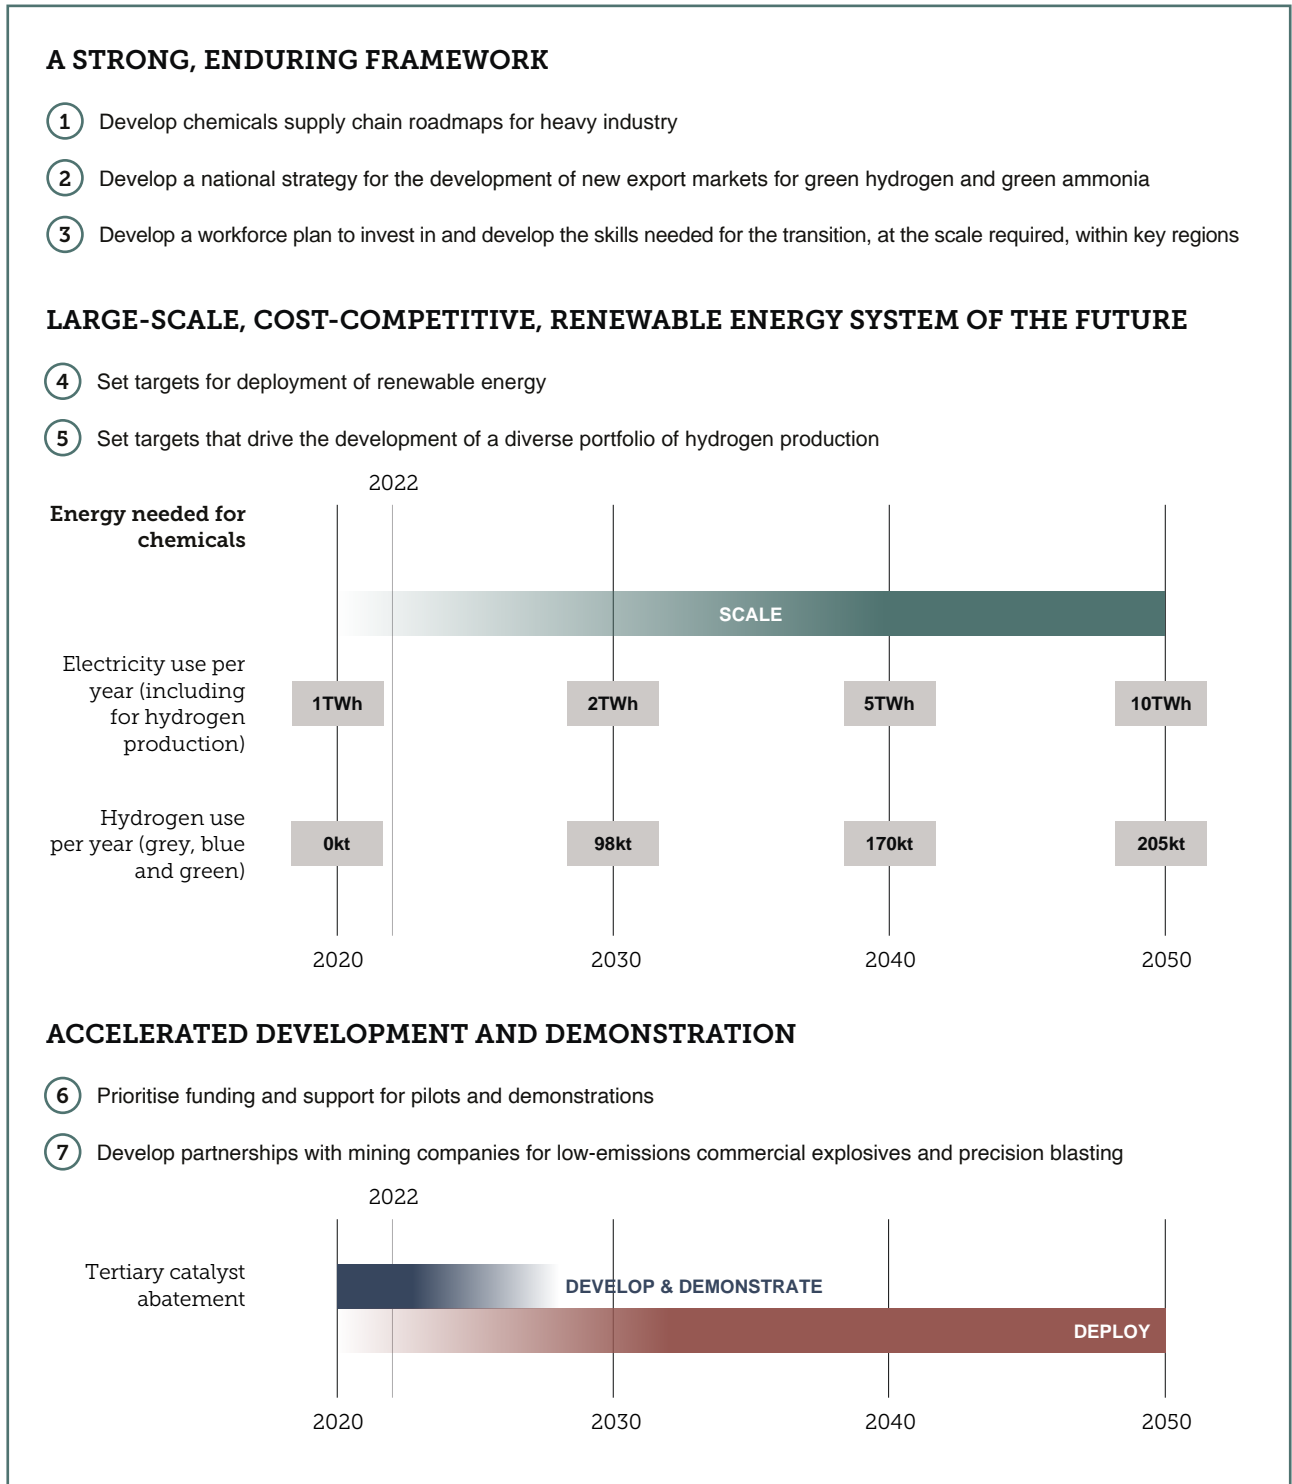 A STRONG, ENDURING FRAMEWORK
1 Develop chemicals supply chain roadmaps for heavy industry
2 Develop a national strategy for the development of new export markets for green hydrogen and green ammonia
3 Develop a workforce plan to invest in and develop the skills needed for the transition, at the scale required, within key regions
LARGE-SCALE, COST-COMPETITIVE, RENEWABLE ENERGY SYSTEM OF THE FUTURE
4 Set targets for deployment of renewable energy
5 Set targets that drive the development of a diverse portfolio of hydrogen production
2022
Energy needed for
chemicals
SCALE
Electricity use per
year (including
for hydrogen
production)
1TWh 2TWh 5TWh 10TWh
Hydrogen use
per year (grey, blue
and green)
0kt 98kt 170kt 205kt
2020 2030 2040 2050
ACCELERATED DEVELOPMENT AND DEMONSTRATION
6 Prioritise funding and support for pilots and demonstrations
7 Develop partnerships with mining companies for low-emissions commercial explosives and precision blasting
2022
Tertiary catalyst
abatement
DEVELOP & DEMONSTRATE
DEPLOY
2020 2030 2040 2050